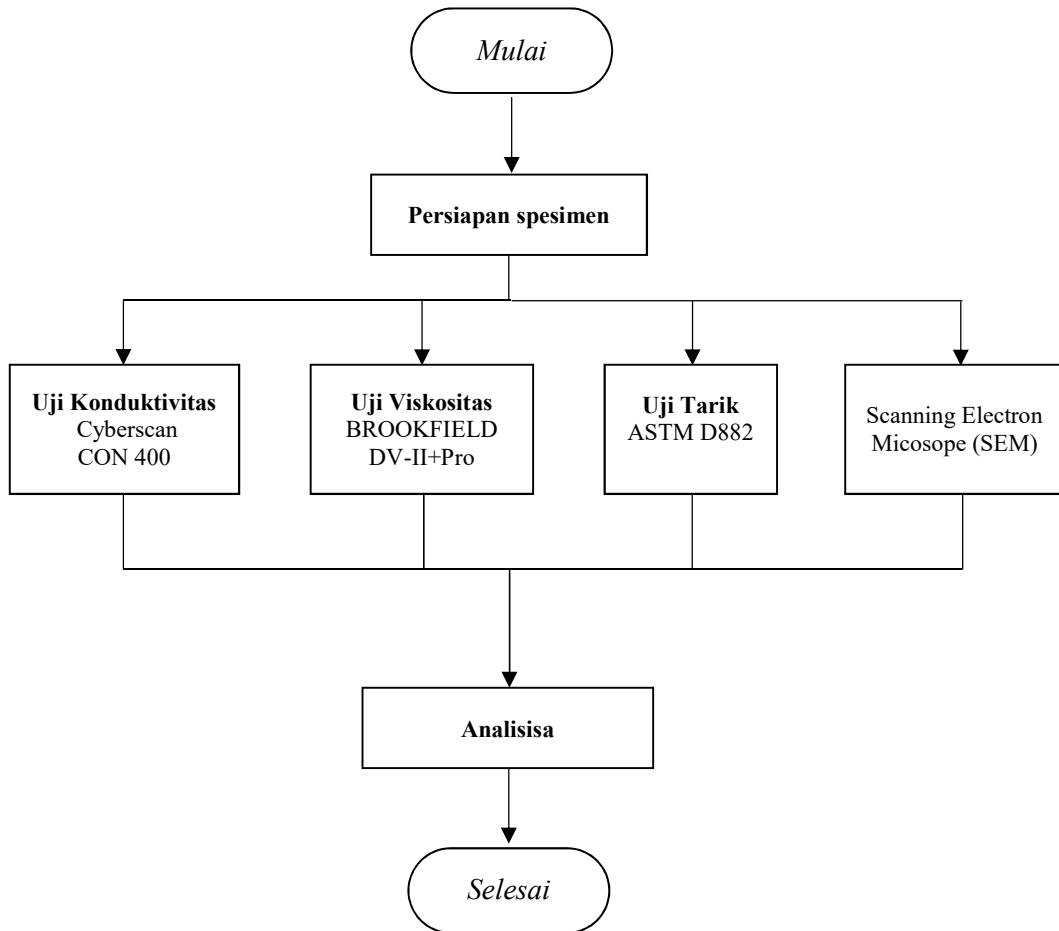 Mulai
Persiapan spesimen
Uji Konduktivitas
Cyberscan
CON 400
Uji Viskositas
BROOKFIELD
DV-II+Pro
Uji Tarik
ASTM D882
Scanning Electron
Micosope (SEM)
Analisisa
Selesai